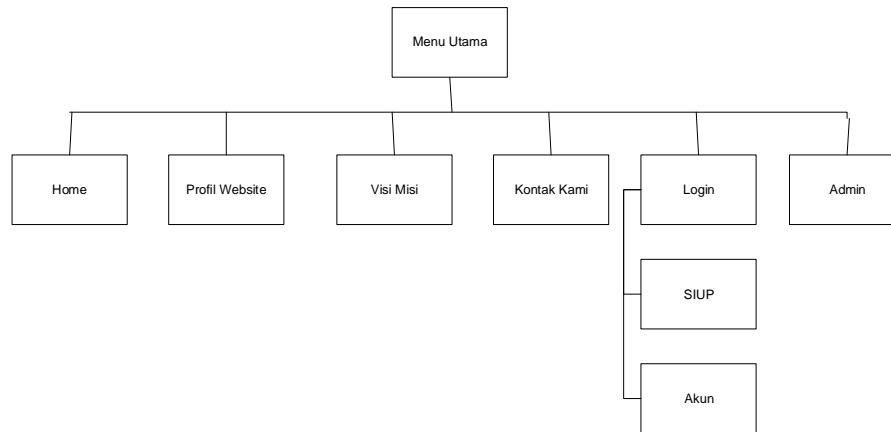 Menu Utama
Home
Profil Website
Visi Misi
Kontak Kami
Login
Admin
SIUP
Akun